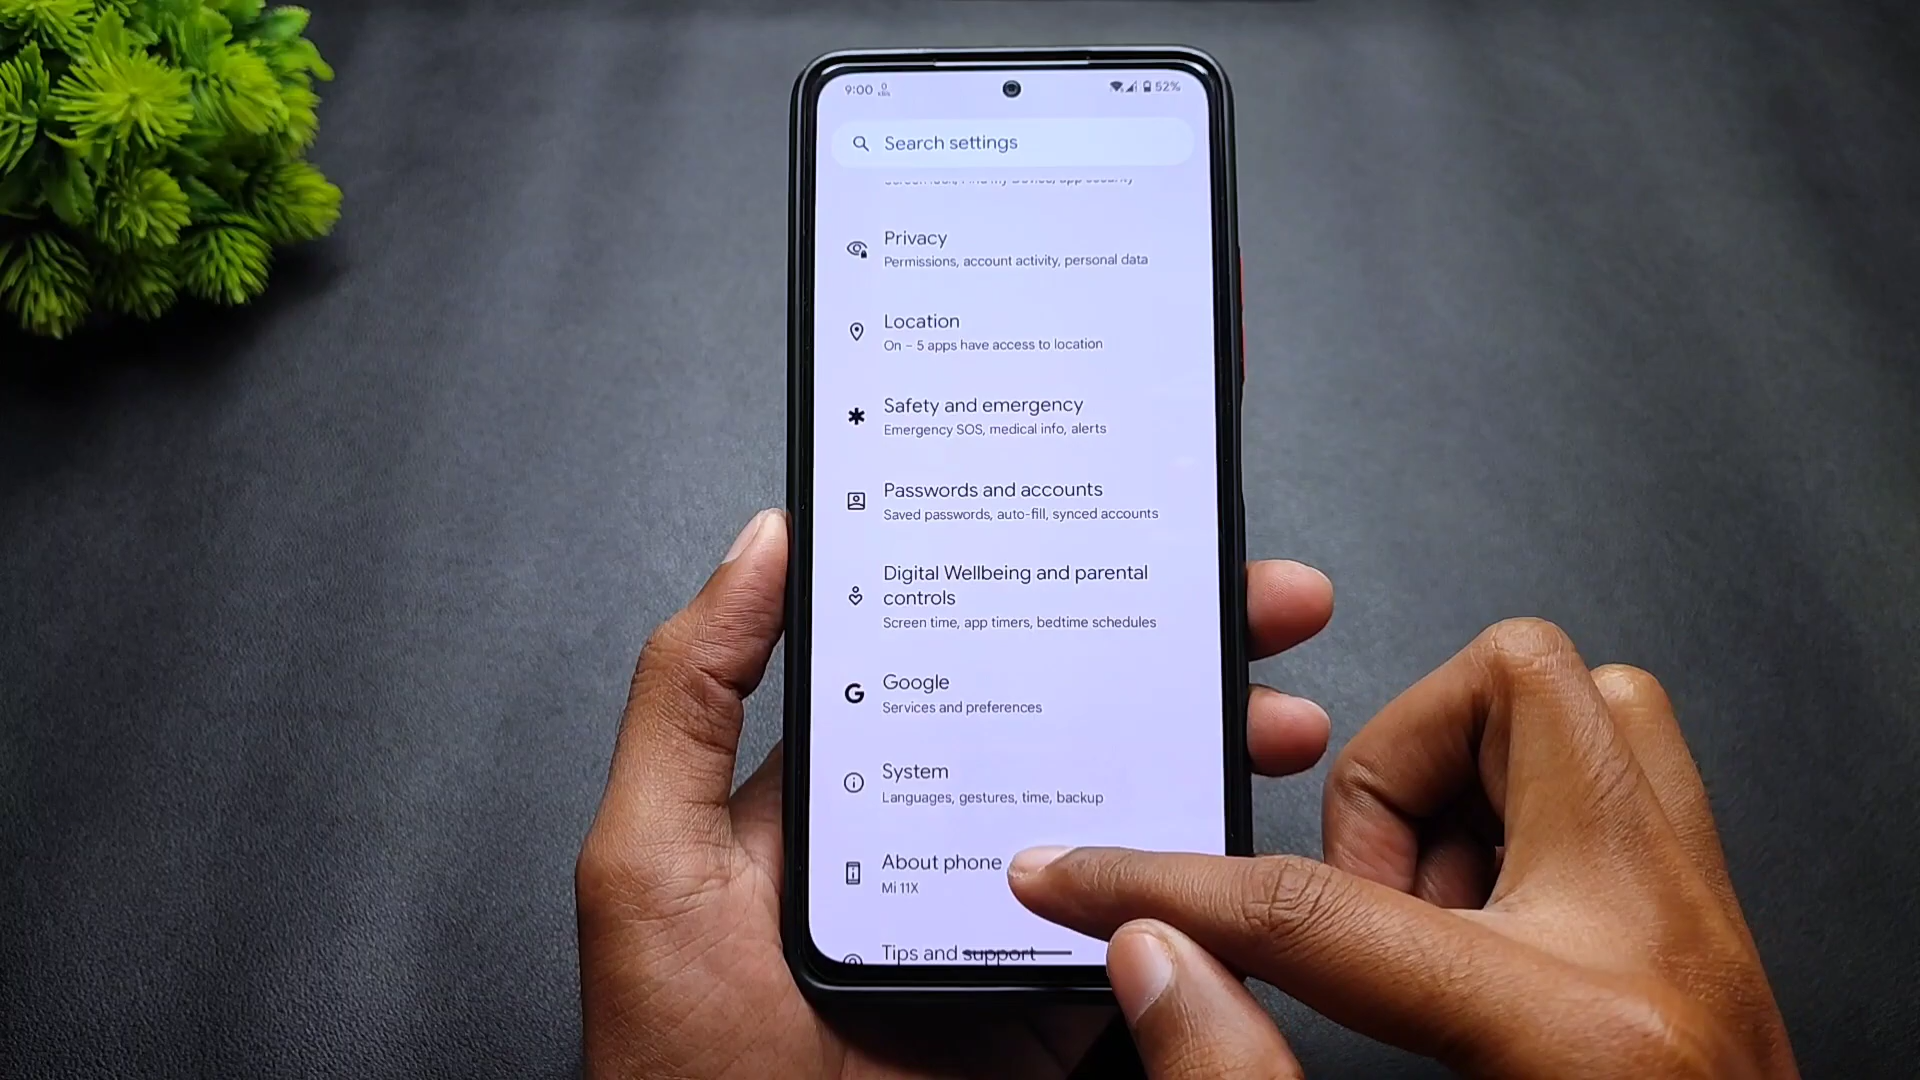 9:00
52%
Search settings
Privacy
Permissions, account activity, personal data
Location
On – 5 apps have access to location
Safety and emergency
Emergency SOS, medical info, alerts
Passwords and accounts
Saved passwords, auto-fill, synced accounts
Digital Wellbeing and parental
controls
Screen time, app timers, bedtime schedules
Google
Services and preferences
System
Languages, gestures, time, backup
About phone
Mi 11X
Tips and support